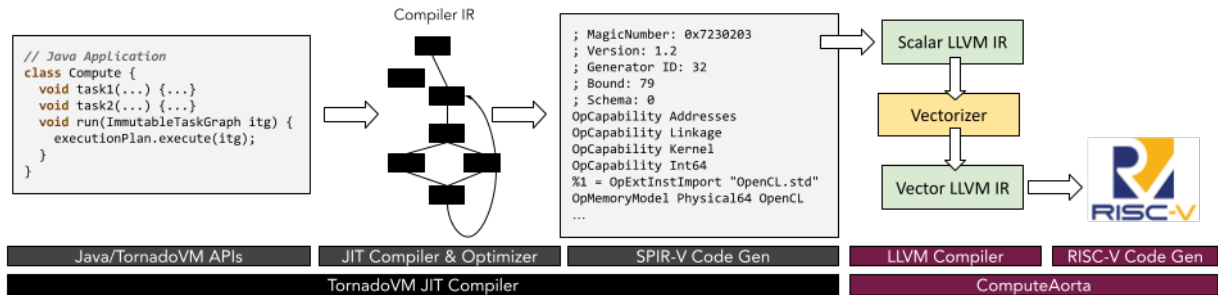 // Java Application
class Compute {
  void task1(...) {...}
  void task2(...) {...}
  void run(ImmutableTaskGraph itg) {
    executionPlan.execute(itg);
  }
}
Compiler IR
; MagicNumber: 0x7230203
; Version: 1.2
; Generator ID: 32
; Bound: 79
; Schema: 0
OpCapability Addresses
OpCapability Linkage
OpCapability Kernel
OpCapability Int64
%1 = OpExtInstImport "OpenCL.std"
OpMemoryModel Physical64 OpenCL
...
Scalar LLVM IR
Vectorizer
Vector LLVM IR
RISC-V
Java/TornadoVM APIs
JIT Compiler & Optimizer
SPIR-V Code Gen
LLVM Compiler
RISC-V Code Gen
TornadoVM JIT Compiler
ComputeAorta